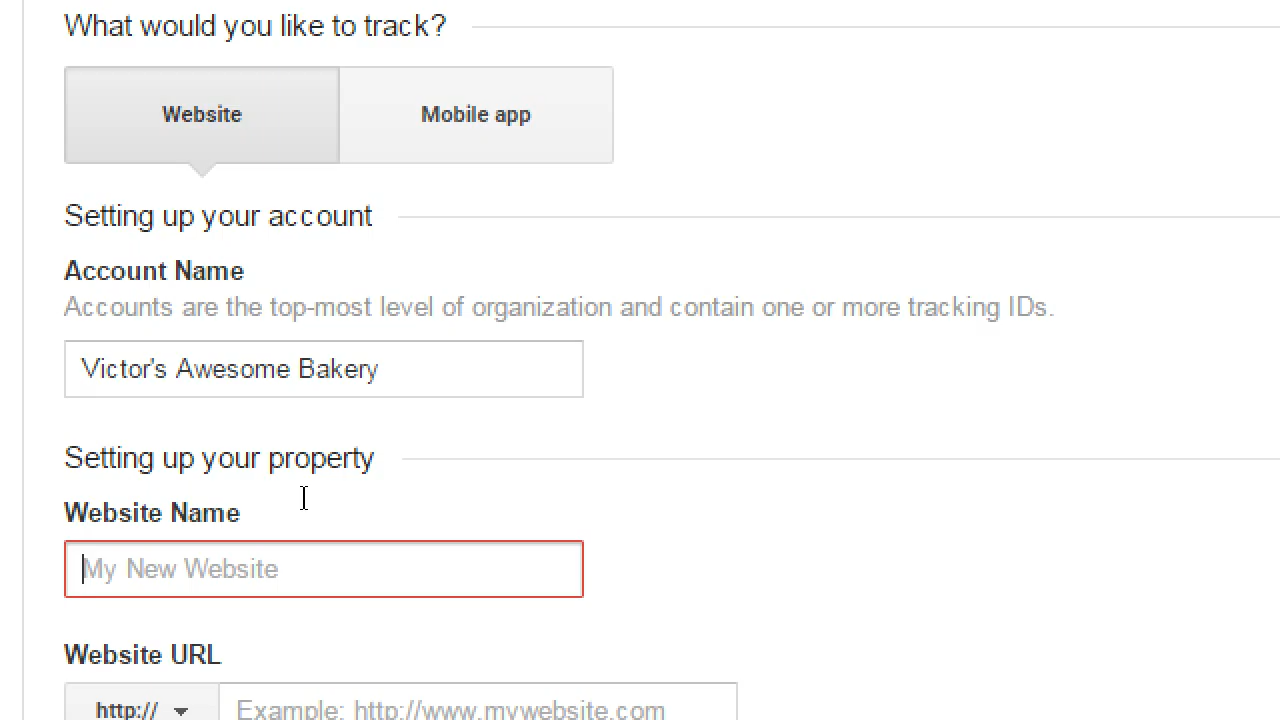 What would you like to track?
Website
Mobile app
Setting up your account
Account Name
Accounts are the top-most level of organization and contain one or more tracking IDs.
Victor's Awesome Bakery
Setting up your property
Website Name
My New Website
Website URL
http://
Example: http://www.mywebsite.com